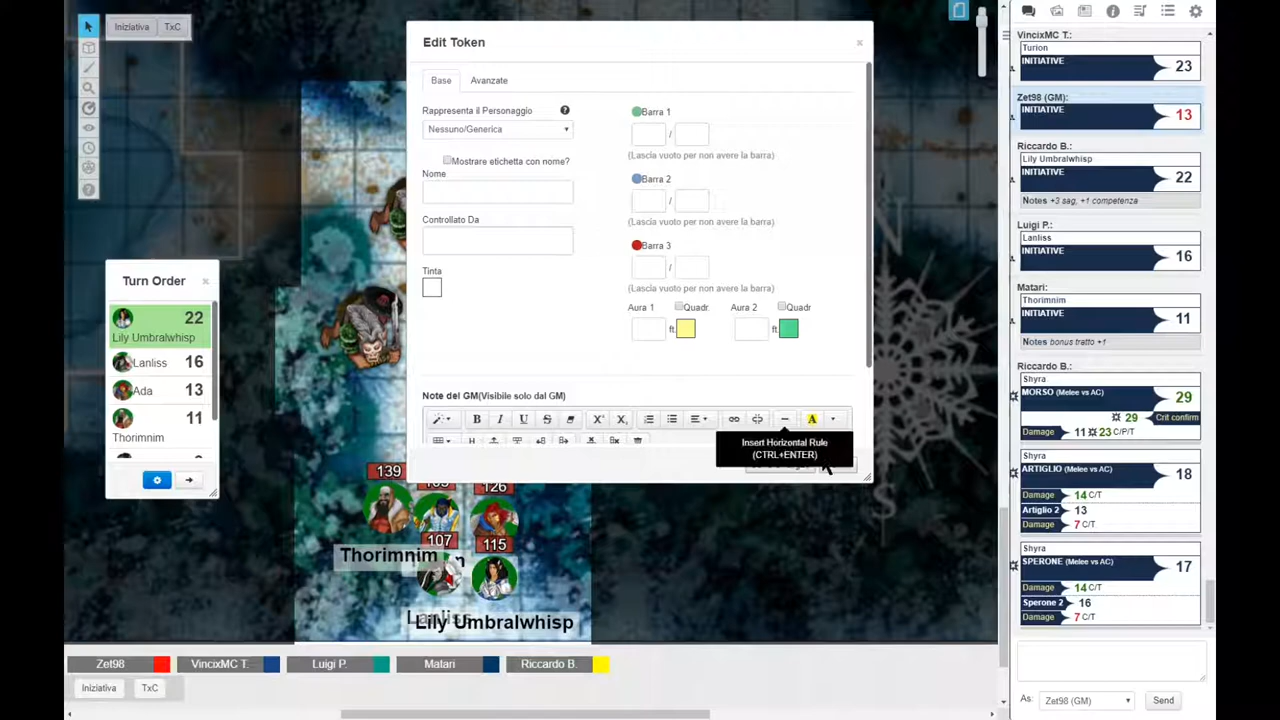 Iniziativa TxC
Edit Token
Base Avanzate
Rappresenta il Personaggio
Nessuno/Generica
Mostrare etichetta con nome?
Nome
Controllato Da
Tinta
Barra 1
/
(Lascia vuoto per non avere la barra)
Barra 2
/
(Lascia vuoto per non avere la barra)
Barra 3
/
(Lascia vuoto per non avere la barra)
Aura 1 Quadr. Aura 2 Quadr
ft. ft.
Note del GM(Visibile solo dal GM)
Insert Horizontal Rule
(CTRL+ENTER)
Turn Order
22
Lily Umbralwhisp
Lanliss 16
Ada 13
11
Thorimnim
139
126
107
115
Thorimnim
Lily Umbralwhisp
Zet98 VincixMC T. Luigi P. Matari Riccardo B.
Iniziativa TxC
VincixMC T.:
Turion
INITIATIVE 23
Zet98 (GM):
INITIATIVE 13
Riccardo B.:
Lily Umbralwhisp
INITIATIVE 22
Notes +3 sag, +1 competenza
Luigi P.:
Lanliss
INITIATIVE 16
Matari:
Thorimnim
INITIATIVE 11
Notes bonus tratto +1
Riccardo B.:
Shyra
MORSO (Melee vs AC) 29
29 Crit confirm
Damage 11 23 C/P/T
Shyra
ARTIGLIO (Melee vs AC) 18
Damage 14 C/T
Artiglio 2 13
Damage 7 C/T
Shyra
SPERONE (Melee vs AC) 17
Damage 14 C/T
Sperone 2 16
Damage 7 C/T
As: Zet98 (GM) Send